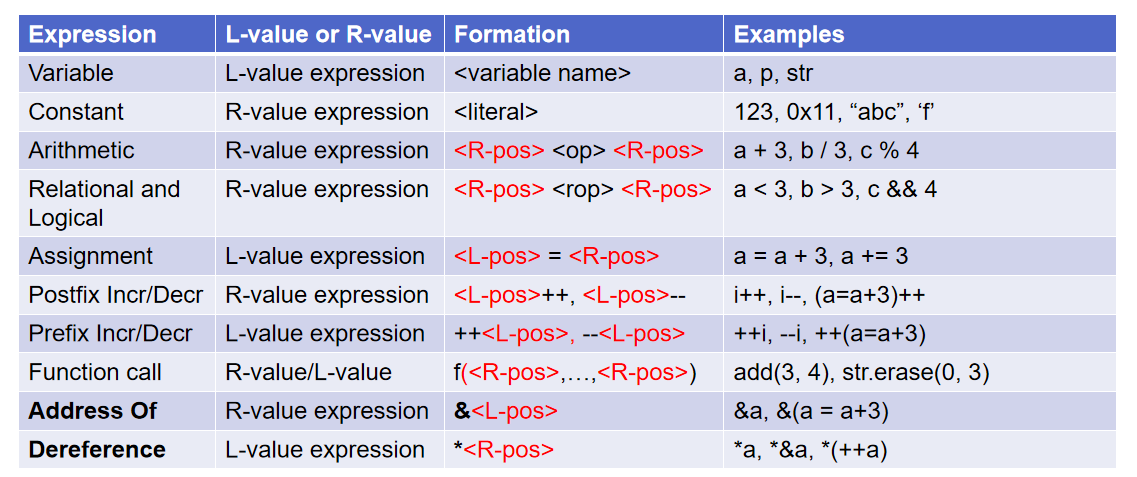 Expression L-value or R-value Formation Examples
Variable L-value expression <variable name> a, p, str
Constant R-value expression <literal> 123, 0x11, “abc”, ‘f’
Arithmetic R-value expression <R-pos> <op> <R-pos> a + 3, b / 3, c % 4
Relational and R-value expression <R-pos> <rop> <R-pos> a < 3, b > 3, c && 4
Logical
Assignment L-value expression <L-pos> = <R-pos> a = a + 3, a += 3
Postfix Incr/Decr R-value expression <L-pos>++, <L-pos>-- i++, i--, (a=a+3)++
Prefix Incr/Decr L-value expression ++<L-pos>, --<L-pos> ++i, --i, ++(a=a+3)
Function call R-value/L-value f(<R-pos>,…,<R-pos>) add(3, 4), str.erase(0, 3)
Address Of R-value expression &<L-pos> &a, &(a = a+3)
Dereference L-value expression *<R-pos> *a, *&a, *(++a)